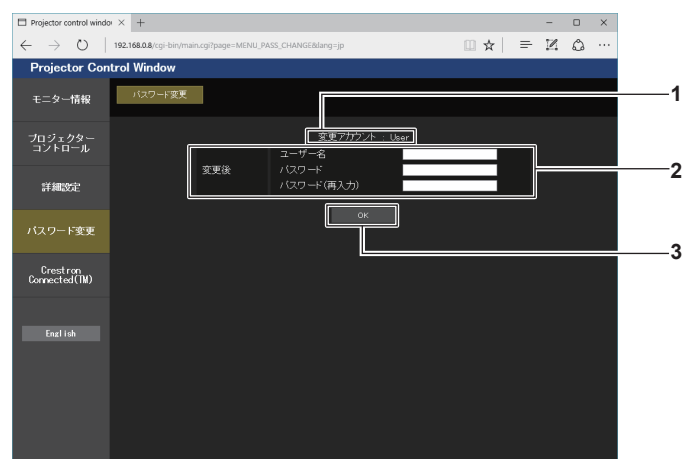 Projector control window
192.168.0.8/cgi-bin/main.cgi?page=MENU_PASS_CHANGE&lang=jp
Projector Control Window
モニター情報
パスワード変更
1
プロジェクター
コントロール
変更アカウント : User
ユーザー名
変更後
パスワード
2
パスワード(再入力)
詳細設定
OK
パスワード変更
3
Crestron
Connected(TM)
English